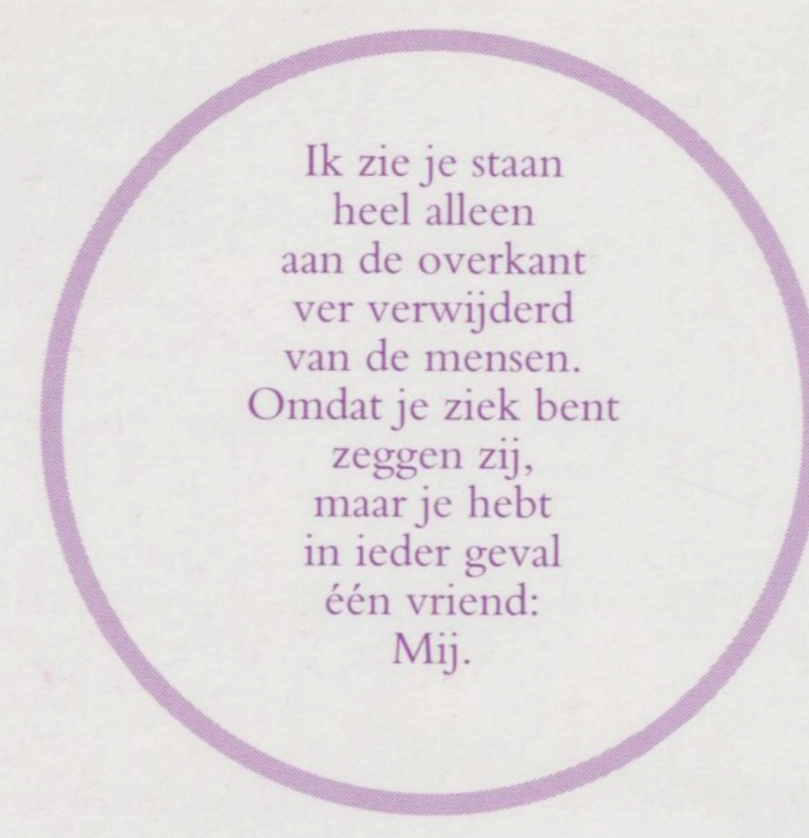 Ik zie je staan
heel alleen
aan de overkant
ver verwijderd
van de mensen.
Omdat je ziek bent
zeggen zij,
maar je hebt
in ieder geval
één vriend:
Mij.